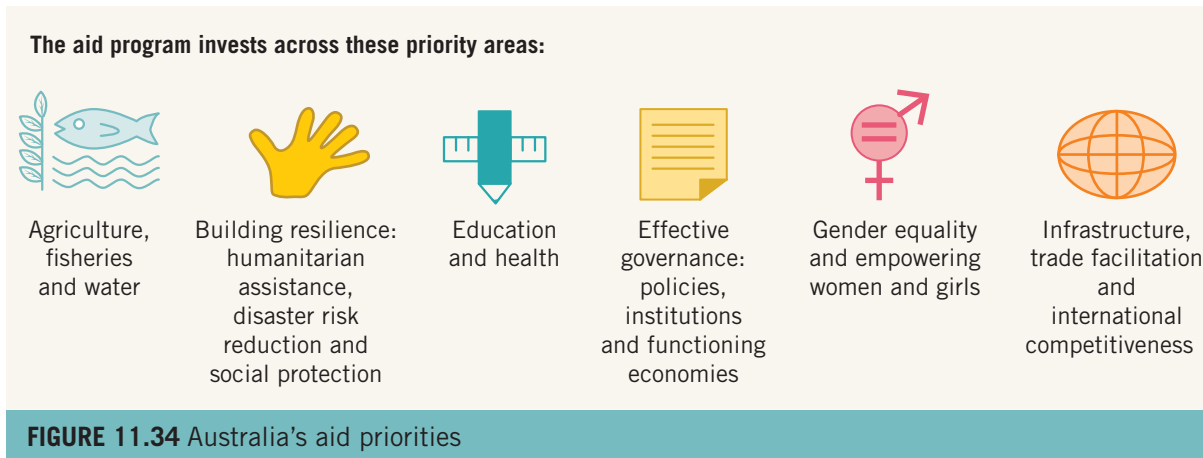 The aid program invests across these priority areas:
Agriculture,
fisheries
and water
Building resilience:
humanitarian
assistance,
disaster risk
reduction and
social protection
Education
and health
Effective
governance:
policies,
institutions
and functioning
economies
Gender equality
and empowering
women and girls
Infrastructure,
trade facilitation
and
international
competitiveness
FIGURE 11.34 Australia's aid priorities